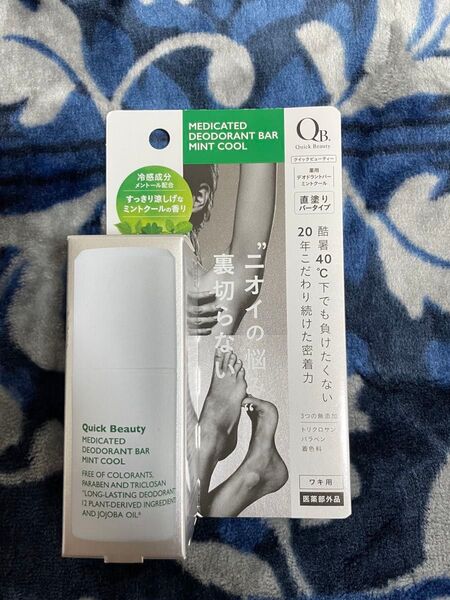 MEDICATED
DEODORANT BAR
MINT COOL
QB.
Quick Beauty
クイックビューティー
薬用
デオドラントバー
ミントクール
直塗り
バータイプ
冷感成分
メントール配合
すっきり涼しげな
ミントクールの香り
酷暑40℃下でも負けたくない
20年こだわり続けた密着力
"ニオイの悩み"
裏切らない
3つの無添加
トリクロサン
パラベン
着色料
ワキ用
医薬部外品
Quick Beauty
MEDICATED
DEODORANT BAR
MINT COOL
FREE OF COLORANTS,
PARABEN AND TRICLOSAN
"LONG-LASTING DEODORANT
12 PLANT-DERIVED INGREDIENTS
AND JOJOBA OIL"